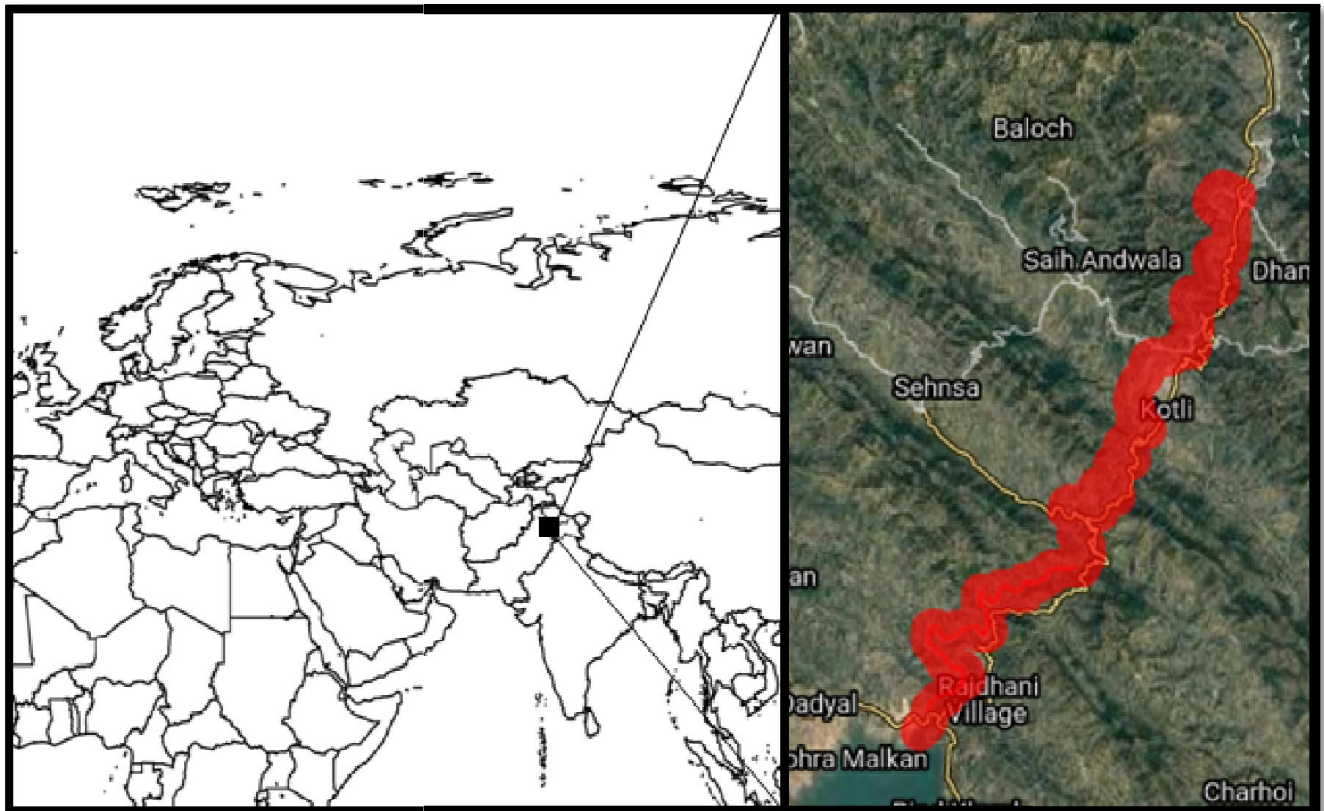 Baloch
Saih Andwala
Dhan
wan
Sehnsa
Kotli
an
Rajdhani
Village
Dadyal
ohra Malkan
Charhoi